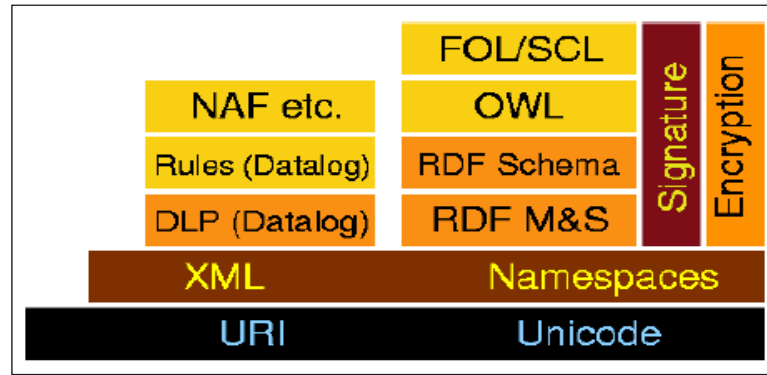 FOL/SCL
NAF etc.
OWL
Rules (Datalog)
RDF Schema
DLP (Datalog)
RDF M&S
Signature
Encryption
XML
Namespaces
URI
Unicode